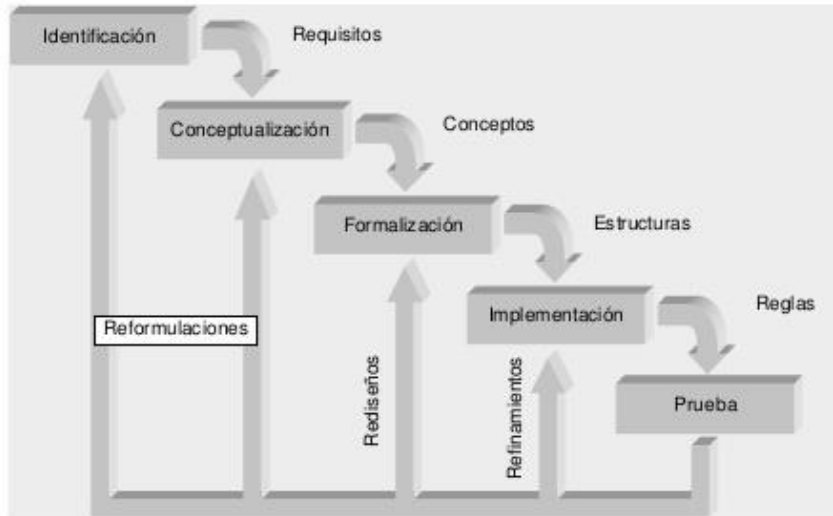 Identificación
Requisitos
Conceptualización
Conceptos
Formalización
Estructuras
Implementación
Reglas
Reformulaciones
Prueba
Rediseños
Refinamientos